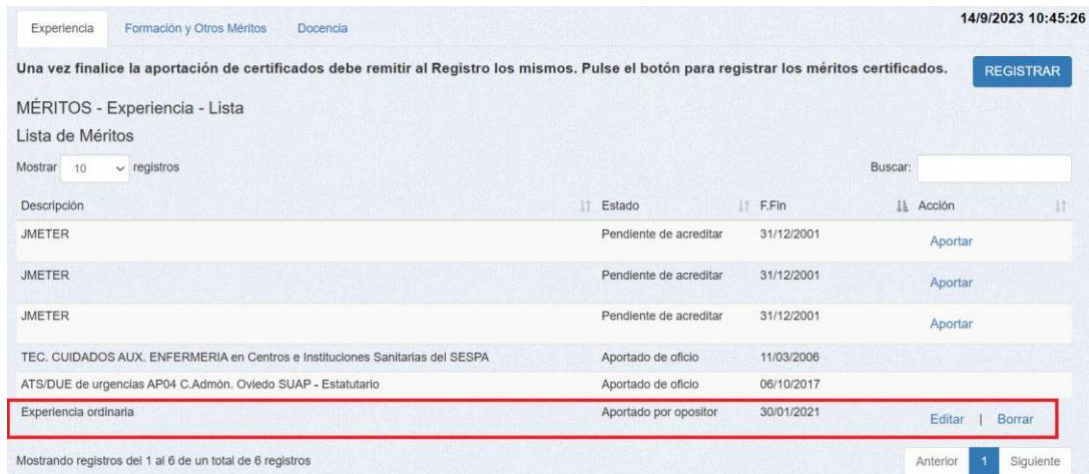 14/9/2023 10:45:26
Experiencia Formación y Otros Méritos Docencia
Una vez finalice la aportación de certificados debe remitir al Registro los mismos. Pulse el botón para registrar los méritos certificados. REGISTRAR
MÉRITOS - Experiencia - Lista
Lista de Méritos
Mostrar 10 registros Buscar:
Descripción Estado F.Fin Acción
JMETER Pendiente de acreditar 31/12/2001 Aportar
JMETER Pendiente de acreditar 31/12/2001 Aportar
JMETER Pendiente de acreditar 31/12/2001 Aportar
TEC. CUIDADOS AUX. ENFERMERIA en Centros e Instituciones Sanitarias del SESPA Aportado de oficio 11/03/2006
ATS/DUE de urgencias AP04 C.Admón. Oviedo SUAP - Estatutario Aportado de oficio 06/10/2017
Experiencia ordinaria Aportado por opositor 30/01/2021 Editar | Borrar
Mostrando registros del 1 al 6 de un total de 6 registros Anterior 1 Siguiente